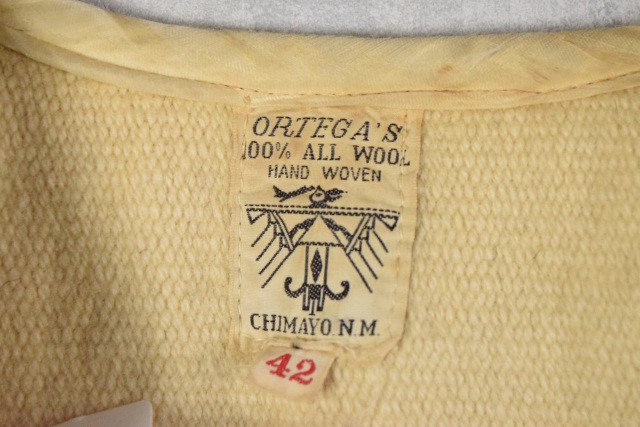 ORTEGA'S
100% ALL WOOL
HAND WOVEN
CHIMAYO. N.M.
42